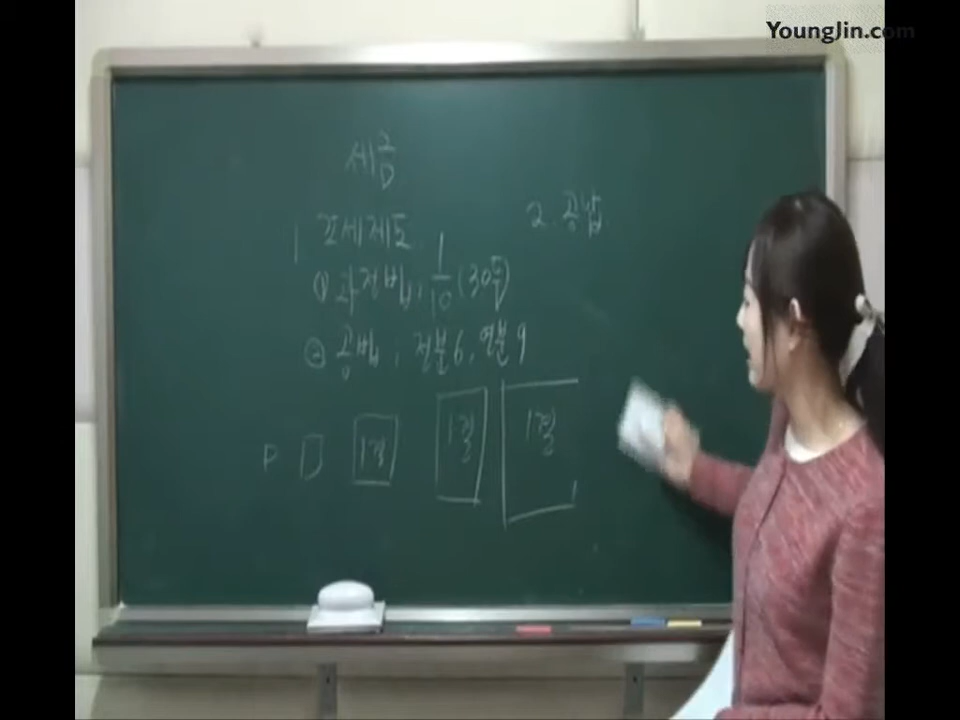 YoungJin.com
세금
1 조세제도
① 과전법, 1/10 (30두)
② 공법, 전분6, 연분9
1결 1결 1결
2. 공납